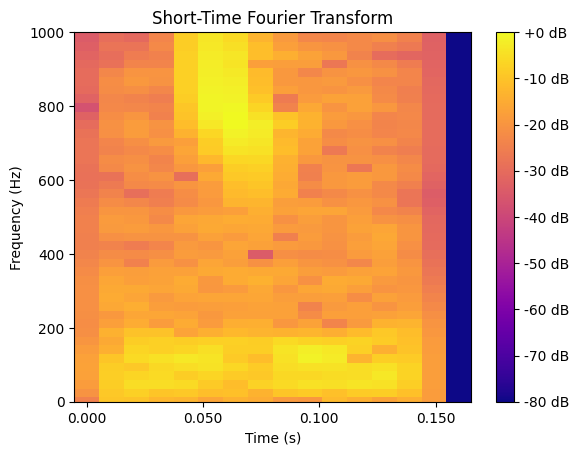 Short-Time Fourier Transform
1000
800
600
400
200
0
Frequency (Hz)
0.000
0.050
0.100
0.150
Time (s)
+0 dB
-10 dB
-20 dB
-30 dB
-40 dB
-50 dB
-60 dB
-70 dB
-80 dB